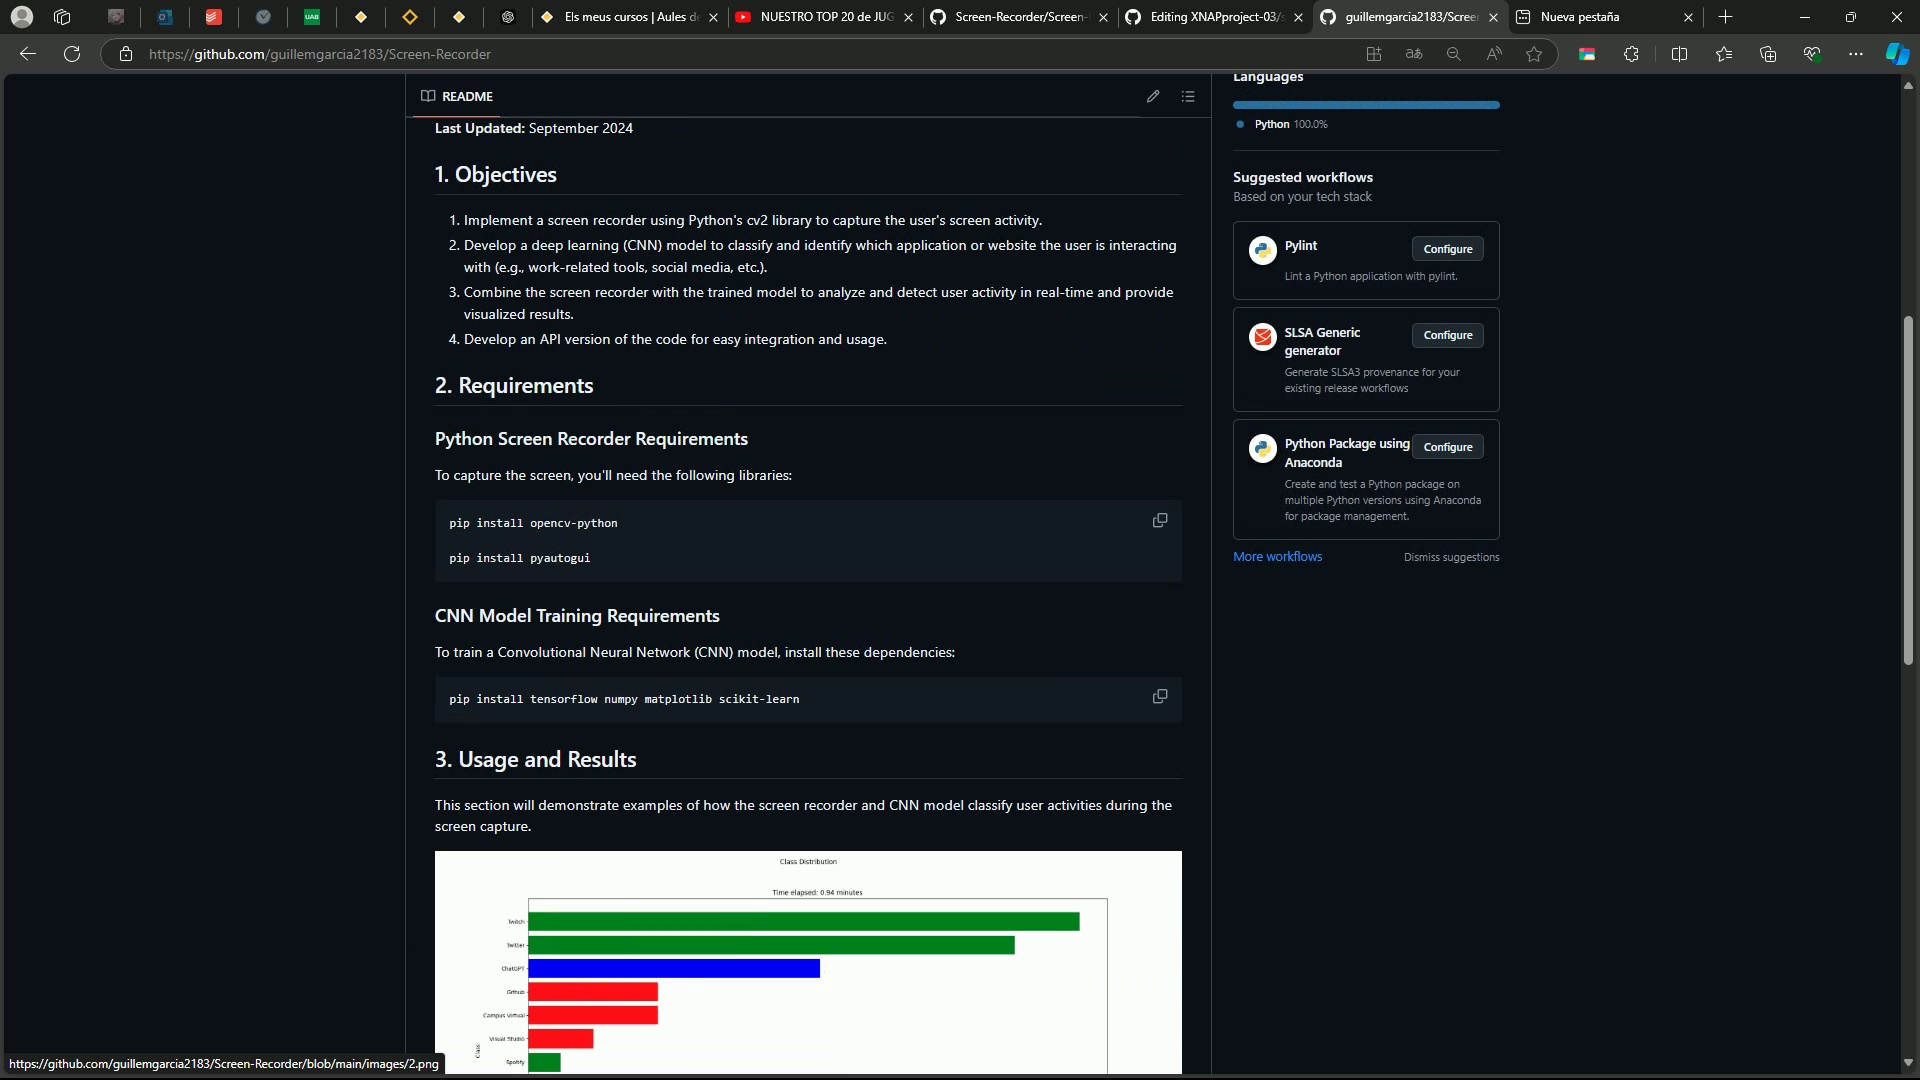 UAB
Els meus cursos | Aules d
NUESTRO TOP 20 de JUG
Screen-Recorder/Screen-
Editing XNAPproject-03/s
guillemgarcia2183/Screen
Nueva pestaña
https://github.com/guillemgarcia2183/Screen-Recorder
README
Last Updated: September 2024
1. Objectives
1. Implement a screen recorder using Python's cv2 library to capture the user's screen activity.
2. Develop a deep learning (CNN) model to classify and identify which application or website the user is interacting
with (e.g., work-related tools, social media, etc.).
3. Combine the screen recorder with the trained model to analyze and detect user activity in real-time and provide
visualized results.
4. Develop an API version of the code for easy integration and usage.
2. Requirements
Python Screen Recorder Requirements
To capture the screen, you'll need the following libraries:
pip install opencv-python
pip install pyautogui
CNN Model Training Requirements
To train a Convolutional Neural Network (CNN) model, install these dependencies:
pip install tensorflow numpy matplotlib scikit-learn
3. Usage and Results
This section will demonstrate examples of how the screen recorder and CNN model classify user activities during the
screen capture.
Class Distribution
Time elapsed: 0.94 minutes
Twitch
Twitter
ChatGPT
Github
Campus Virtual
Visual Studio
Spotify
Class
Languages
Python 100.0%
Suggested workflows
Based on your tech stack
Pylint
Configure
Lint a Python application with pylint.
SLSA Generic
generator
Configure
Generate SLSA3 provenance for your
existing release workflows
Python Package using
Anaconda
Configure
Create and test a Python package on
multiple Python versions using Anaconda
for package management.
More workflows
Dismiss suggestions
https://github.com/guillemgarcia2183/Screen-Recorder/blob/main/images/2.png